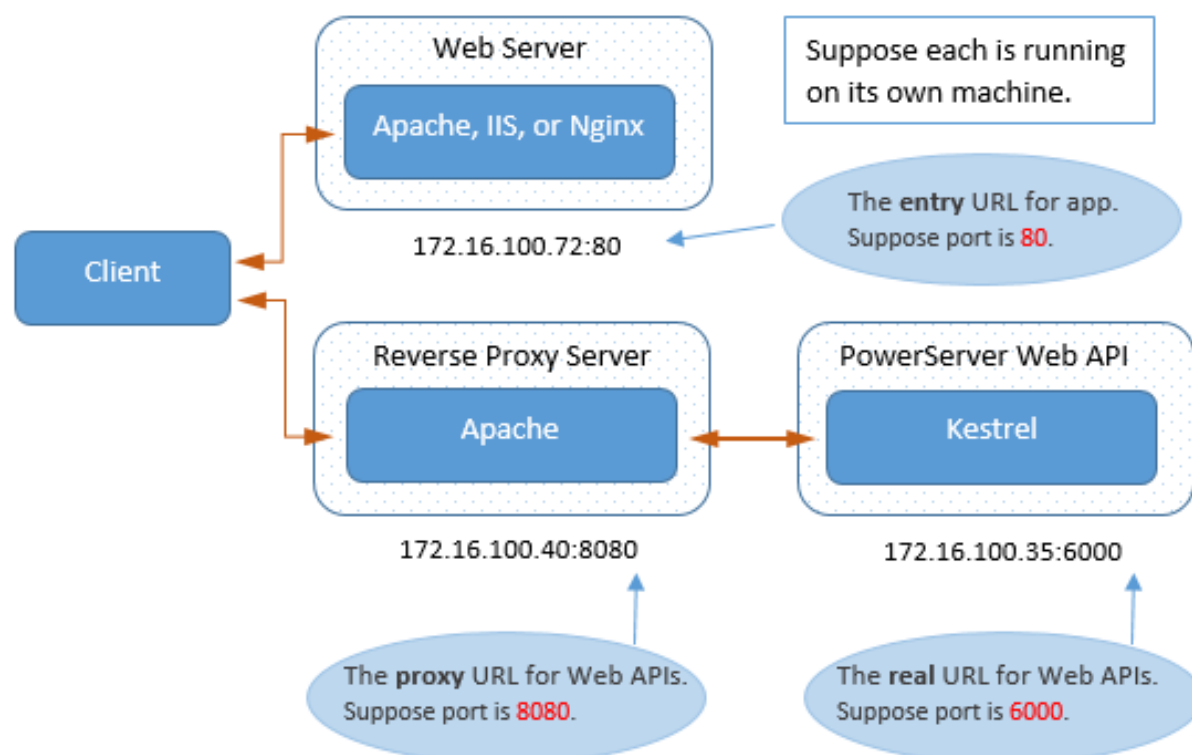 Web Server
Apache, IIS, or Nginx
172.16.100.72:80
Suppose each is running
on its own machine.
The entry URL for app.
Suppose port is 80.
Client
Reverse Proxy Server
Apache
172.16.100.40:8080
PowerServer Web API
Kestrel
172.16.100.35:6000
The proxy URL for Web APIs.
Suppose port is 8080.
The real URL for Web APIs.
Suppose port is 6000.